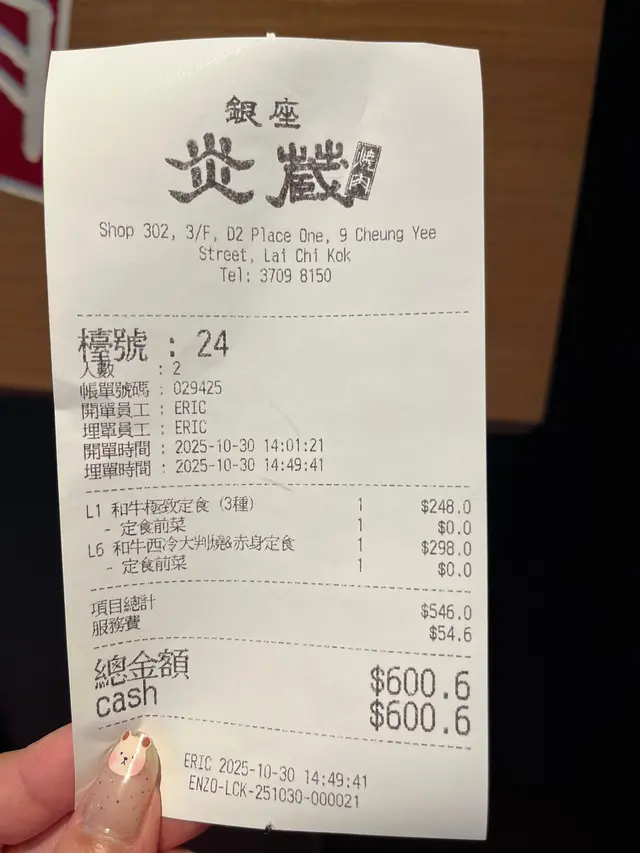 銀座
炎蔵 焼肉
Shop 302, 3/F, D2 Place One, 9 Cheung Yee
Street, Lai Chi Kok
Tel: 3709 8150
檯號 : 24
人數 : 2
帳單號碼 : 029425
開單員工 : ERIC
埋單員工 : ERIC
開單時間 : 2025-10-30 14:01:21
埋單時間 : 2025-10-30 14:49:41
L1 和牛極致定食 (3種) 1 $248.0
- 定食前菜 1 $0.0
L6 和牛西冷大判燒&赤身定食 1 $298.0
- 定食前菜 1 $0.0
項目總計 $546.0
服務費 $54.6
總金額 $600.6
cash $600.6
ERIC 2025-10-30 14:49:41
ENZO-LCK-251030-000021